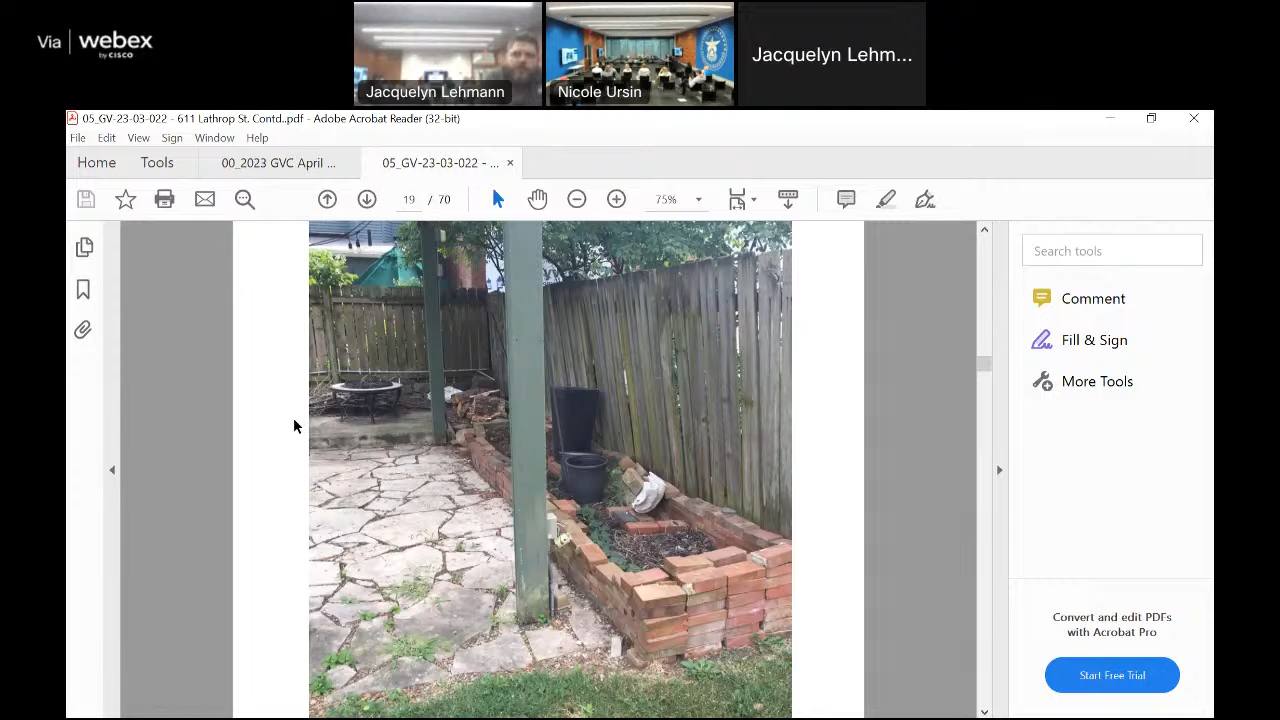 Via webex
by CISCO
Jacquelyn Lehmann
Nicole Ursin
Jacquelyn Lehm...
05_GV-23-03-022 - 611 Lathrop St. Contd..pdf - Adobe Acrobat Reader (32-bit)
File Edit View Sign Window Help
Home Tools 00_2023 GVC April ... 05_GV-23-03-022 - ... ×
19 / 70 75%
Search tools
Comment
Fill & Sign
More Tools
Convert and edit PDFs
with Acrobat Pro
Start Free Trial